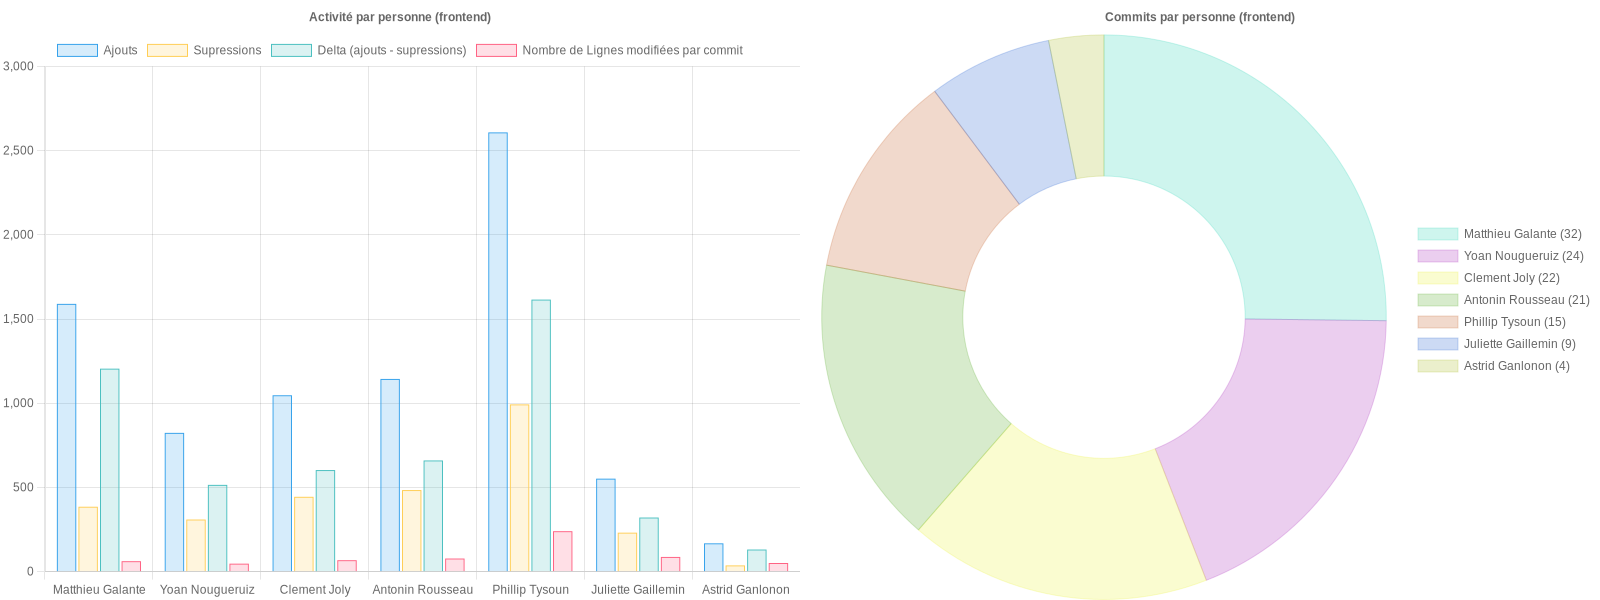 Activité par personne (frontend)
Ajouts Supressions Delta (ajouts - supressions) Nombre de Lignes modifiées par commit
3,000
2,500
2,000
1,500
1,000
500
0
Matthieu Galante Yoan Nougueruiz Clement Joly Antonin Rousseau Phillip Tysoun Juliette Gaillemin Astrid Ganlonon
Commits par personne (frontend)
Matthieu Galante (32)
Yoan Nougueruiz (24)
Clement Joly (22)
Antonin Rousseau (21)
Phillip Tysoun (15)
Juliette Gaillemin (9)
Astrid Ganlonon (4)